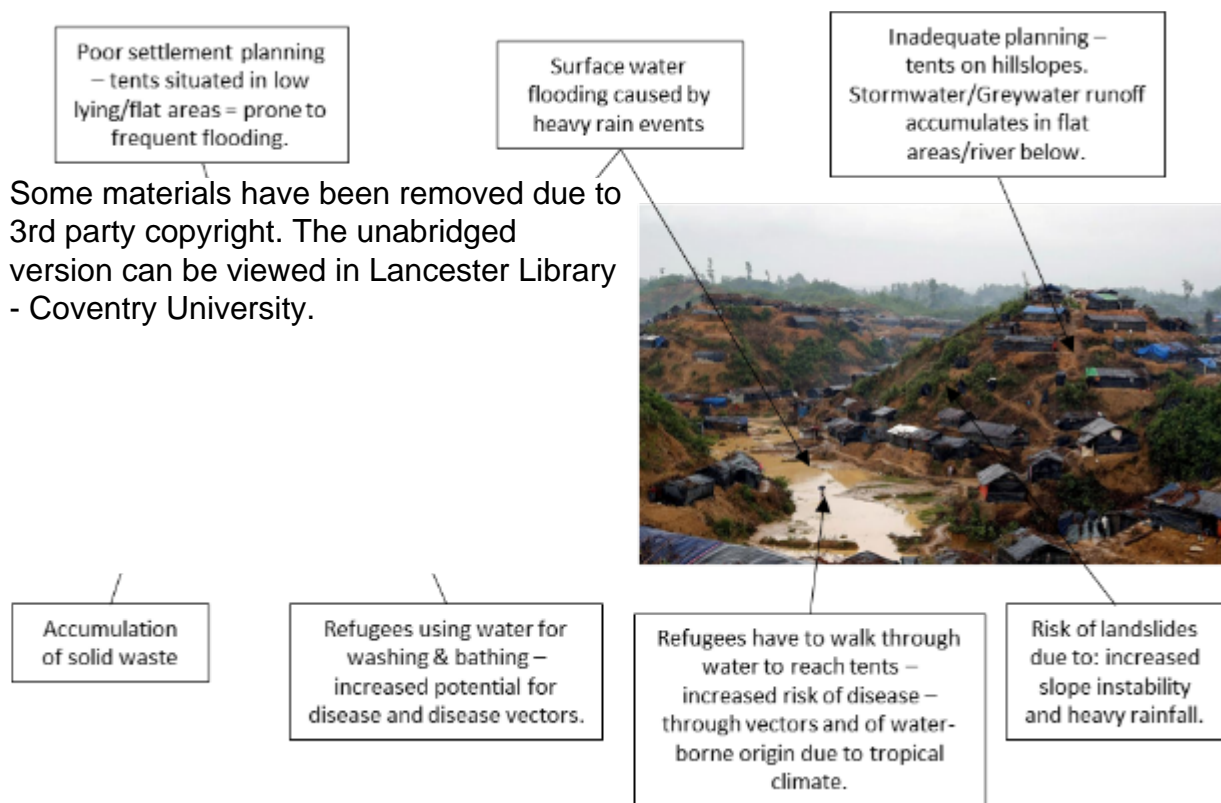 Poor settlement planning
– tents situated in low
lying/flat areas = prone to
frequent flooding.
Surface water
flooding caused by
heavy rain events
Inadequate planning –
tents on hillslopes.
Stormwater/Greywater runoff
accumulates in flat
areas/river below.
Some materials have been removed due to
3rd party copyright. The unabridged
version can be viewed in Lancester Library
- Coventry University.
Accumulation
of solid waste
Refugees using water for
washing & bathing –
increased potential for
disease and disease vectors.
Refugees have to walk through
water to reach tents –
increased risk of disease –
through vectors and of water-
borne origin due to tropical
climate.
Risk of landslides
due to: increased
slope instability
and heavy rainfall.